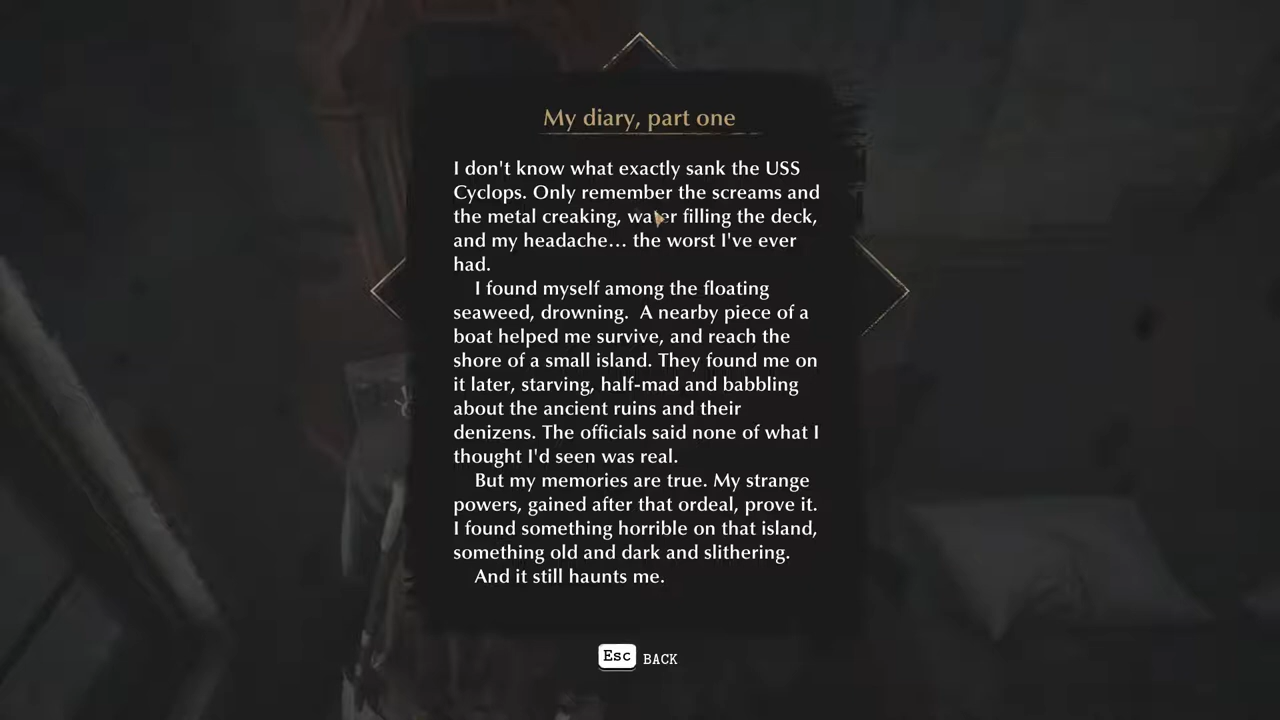 My diary, part one
I don't know what exactly sank the USS
Cyclops. Only remember the screams and
the metal creaking, water filling the deck,
and my headache... the worst I've ever
had.
I found myself among the floating
seaweed, drowning.  A nearby piece of a
boat helped me survive, and reach the
shore of a small island. They found me on
it later, starving, half-mad and babbling
about the ancient ruins and their
denizens. The officials said none of what I
thought I'd seen was real.
But my memories are true. My strange
powers, gained after that ordeal, prove it.
I found something horrible on that island,
something old and dark and slithering.
And it still haunts me.
Esc BACK